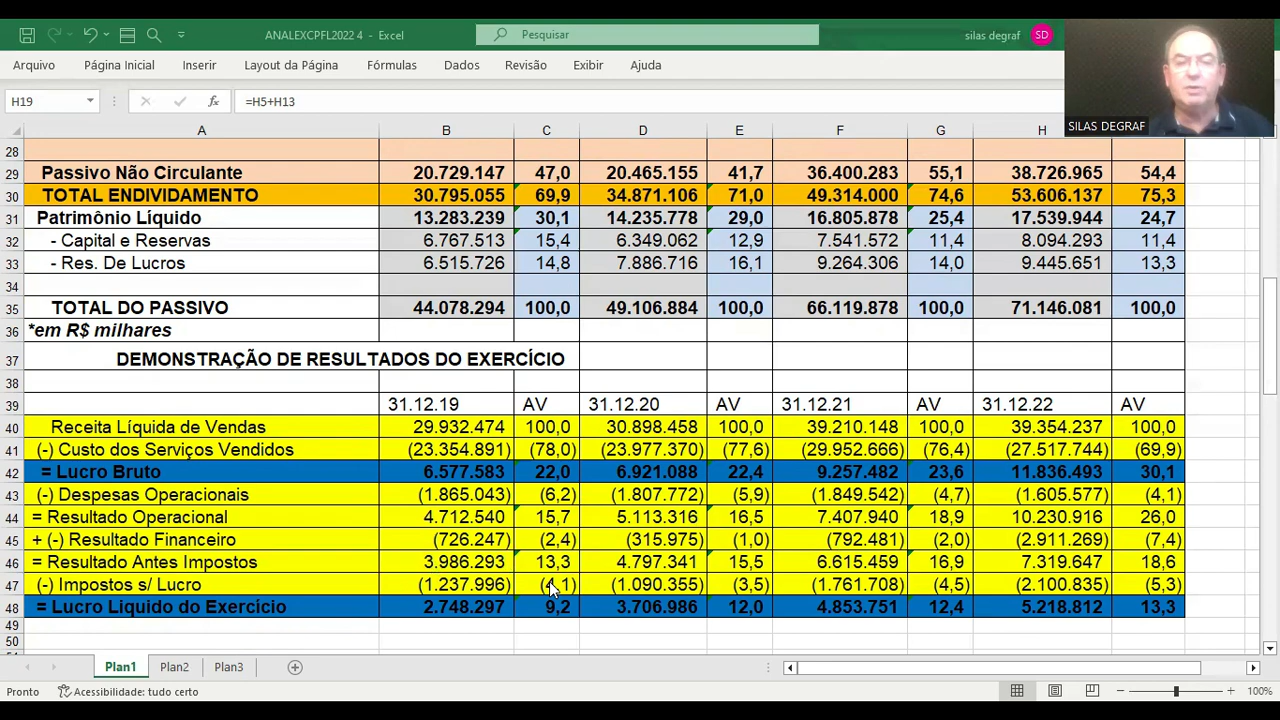 ANALEXCPFL2022 4 - Excel
Pesquisar
silas degraf
SD
Arquivo Página Inicial Inserir Layout da Página Fórmulas Dados Revisão Exibir Ajuda
H19 fx =H5+H13
SILAS DEGRAF
A B C D E F G H I
28
29 Passivo Não Circulante 20.729.147 47,0 20.465.155 41,7 36.400.283 55,1 38.726.965 54,4
30 TOTAL ENDIVIDAMENTO 30.795.055 69,9 34.871.106 71,0 49.314.000 74,6 53.606.137 75,3
31 Patrimônio Líquido 13.283.239 30,1 14.235.778 29,0 16.805.878 25,4 17.539.944 24,7
32 - Capital e Reservas 6.767.513 15,4 6.349.062 12,9 7.541.572 11,4 8.094.293 11,4
33 - Res. De Lucros 6.515.726 14,8 7.886.716 16,1 9.264.306 14,0 9.445.651 13,3
34
35 TOTAL DO PASSIVO 44.078.294 100,0 49.106.884 100,0 66.119.878 100,0 71.146.081 100,0
36 *em R$ milhares
37 DEMONSTRAÇÃO DE RESULTADOS DO EXERCÍCIO
38
39 31.12.19 AV 31.12.20 AV 31.12.21 AV 31.12.22 AV
40 Receita Líquida de Vendas 29.932.474 100,0 30.898.458 100,0 39.210.148 100,0 39.354.237 100,0
41 (-) Custo dos Serviços Vendidos (23.354.891) (78,0) (23.977.370) (77,6) (29.952.666) (76,4) (27.517.744) (69,9)
42 = Lucro Bruto 6.577.583 22,0 6.921.088 22,4 9.257.482 23,6 11.836.493 30,1
43 (-) Despesas Operacionais (1.865.043) (6,2) (1.807.772) (5,9) (1.849.542) (4,7) (1.605.577) (4,1)
44 = Resultado Operacional 4.712.540 15,7 5.113.316 16,5 7.407.940 18,9 10.230.916 26,0
45 + (-) Resultado Financeiro (726.247) (2,4) (315.975) (1,0) (792.481) (2,0) (2.911.269) (7,4)
46 = Resultado Antes Impostos 3.986.293 13,3 4.797.341 15,5 6.615.459 16,9 7.319.647 18,6
47 (-) Impostos s/ Lucro (1.237.996) (4,1) (1.090.355) (3,5) (1.761.708) (4,5) (2.100.835) (5,3)
48 = Lucro Liquido do Exercício 2.748.297 9,2 3.706.986 12,0 4.853.751 12,4 5.218.812 13,3
49
50
Plan1 Plan2 Plan3
Pronto Acessibilidade: tudo certo 100%